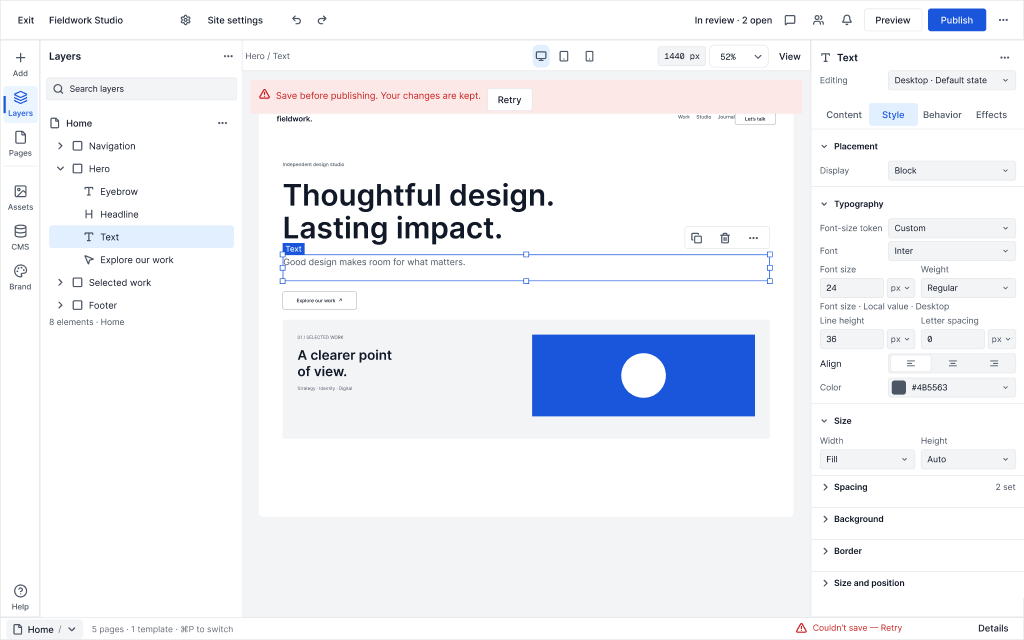 Exit Fieldwork Studio Site settings In review · 2 open Preview Publish
Add
Layers
Pages
Assets
CMS
Brand
Help
Layers
Search layers
Home
Navigation
Hero
Eyebrow
Headline
Text
Explore our work
Selected work
Footer
8 elements · Home
Hero / Text 1440 px 52% View
Save before publishing. Your changes are kept. Retry
fieldwork. Work Studio Journal Let's talk
Independent design studio
Thoughtful design.
Lasting impact.
Text
Good design makes room for what matters.
Explore our work ↗
01 / SELECTED WORK
A clearer point
of view.
Strategy · Identity · Digital
Text
Editing Desktop · Default state
Content Style Behavior Effects
Placement
Display Block
Typography
Font-size token Custom
Font Inter
Font size Weight
24 px Regular
Font size · Local value · Desktop
Line height Letter spacing
36 px 0 px
Align
Color #4B5563
Size
Width Height
Fill Auto
Spacing 2 set
Background
Border
Size and position
Home / 5 pages · 1 template · ⌘P to switch Couldn't save — Retry Details